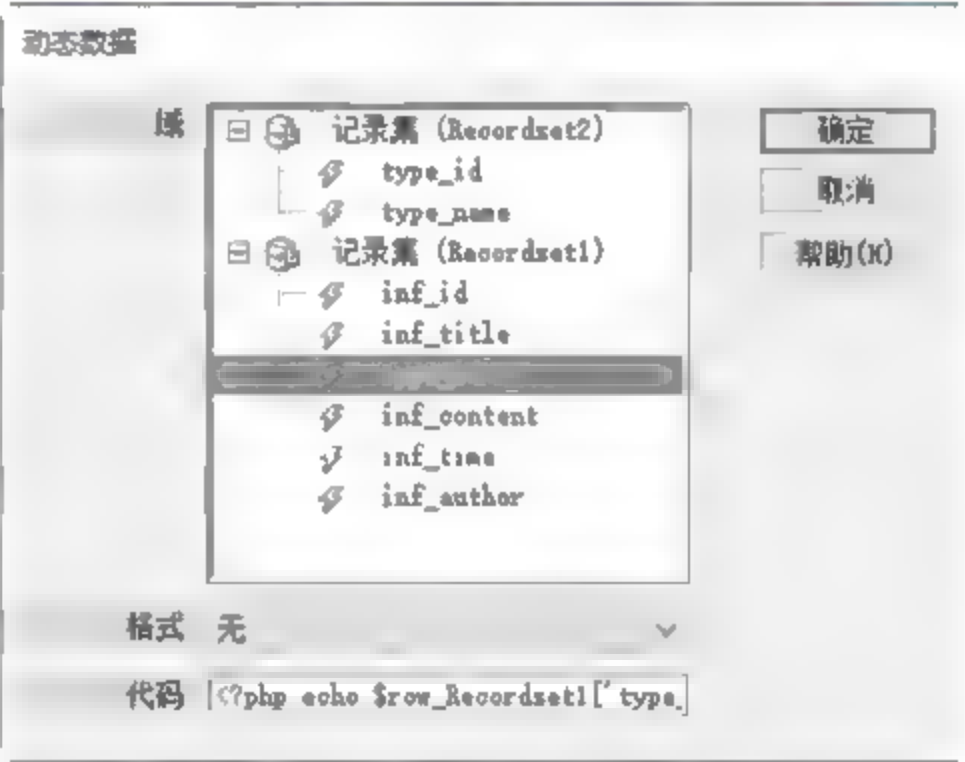 动态数据
域
记录集 (Recordset2)
type_id
type_name
记录集 (Recordset1)
inf_id
inf_title
inf_content
inf_time
inf_author
确定
取消
帮助(H)
格式 无
代码 <?php echo $row_Recordset1['type_